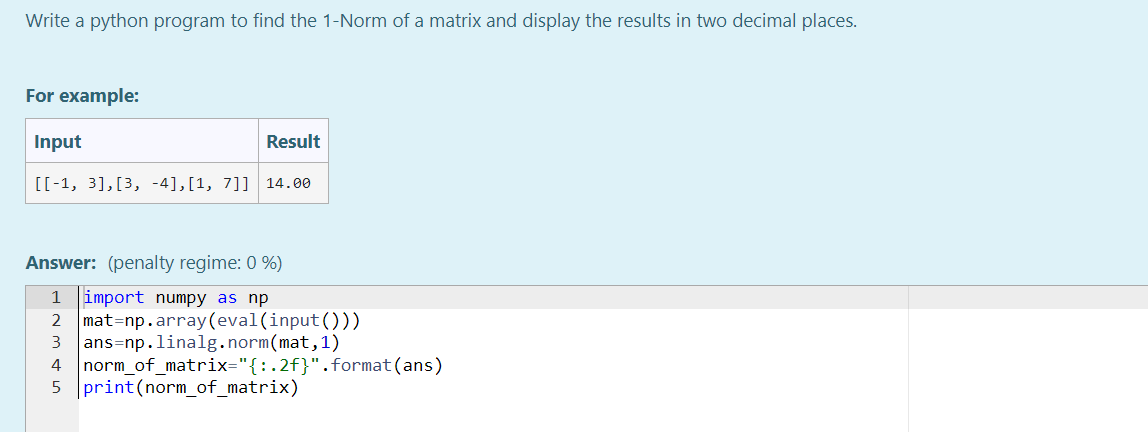 Write a python program to find the 1-Norm of a matrix and display the results in two decimal places.
For example:
Input Result
[[-1, 3],[3, -4],[1, 7]] 14.00
Answer: (penalty regime: 0 %)
1 import numpy as np
2 mat=np.array(eval(input()))
3 ans=np.linalg.norm(mat,1)
4 norm_of_matrix="{:.2f}".format(ans)
5 print(norm_of_matrix)